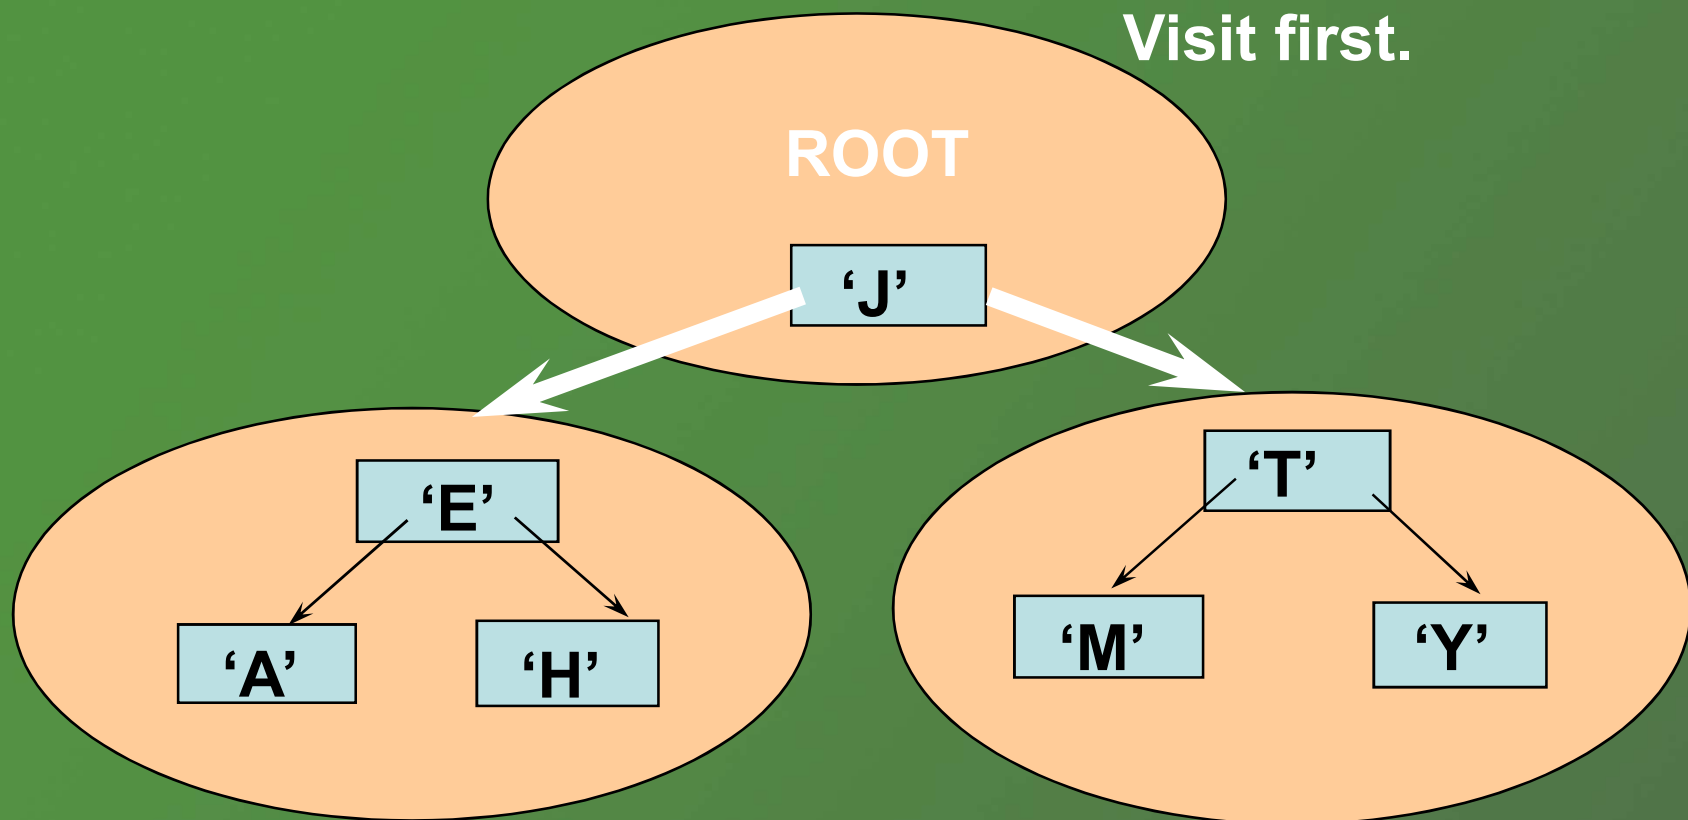 Visit first.
ROOT
‘J’
‘E’
‘T’
‘A’
‘H’
‘M’
‘Y’